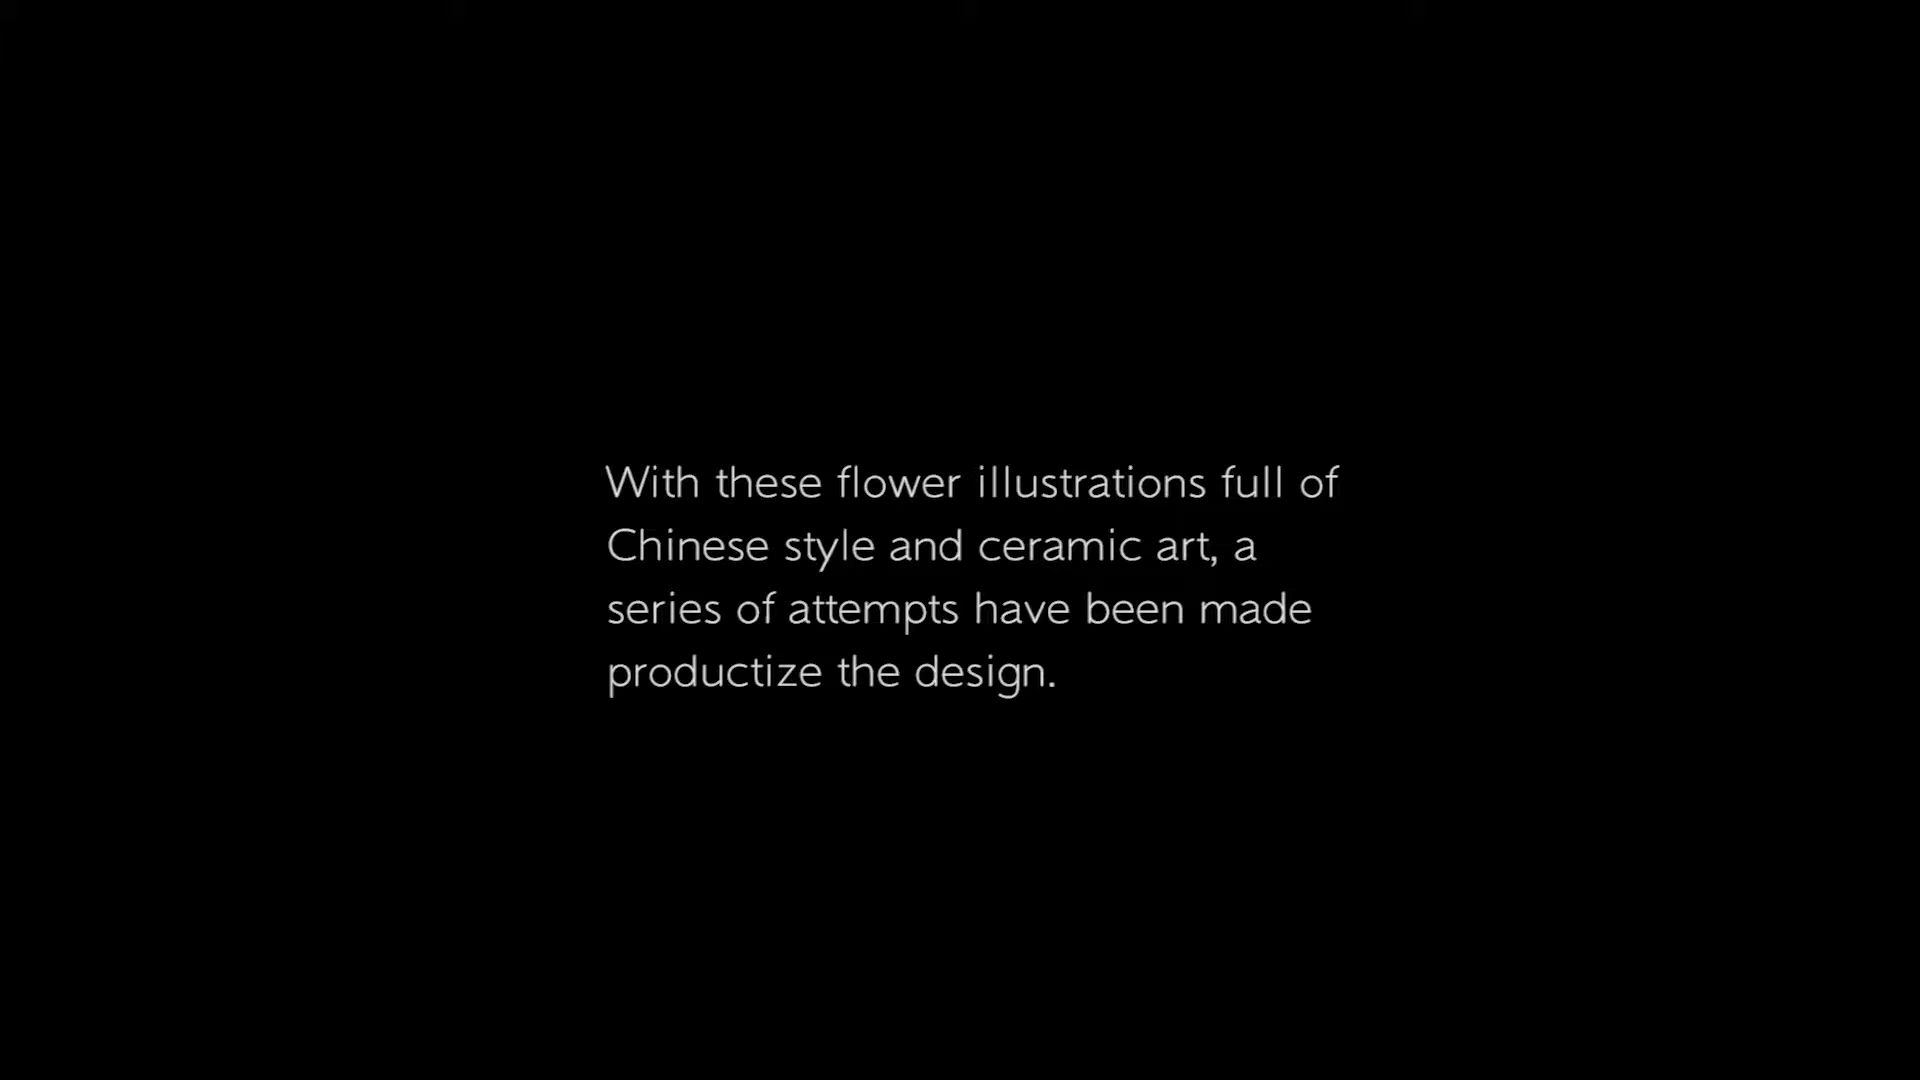 With these flower illustrations full of
Chinese style and ceramic art, a
series of attempts have been made
productize the design.